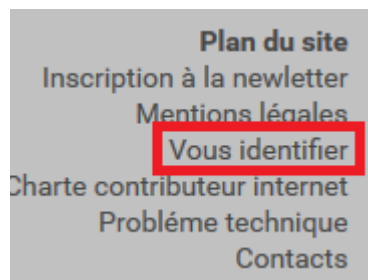 Plan du site
Inscription à la newletter
Mentions légales
Vous identifier
Charte contributeur internet
Probléme technique
Contacts